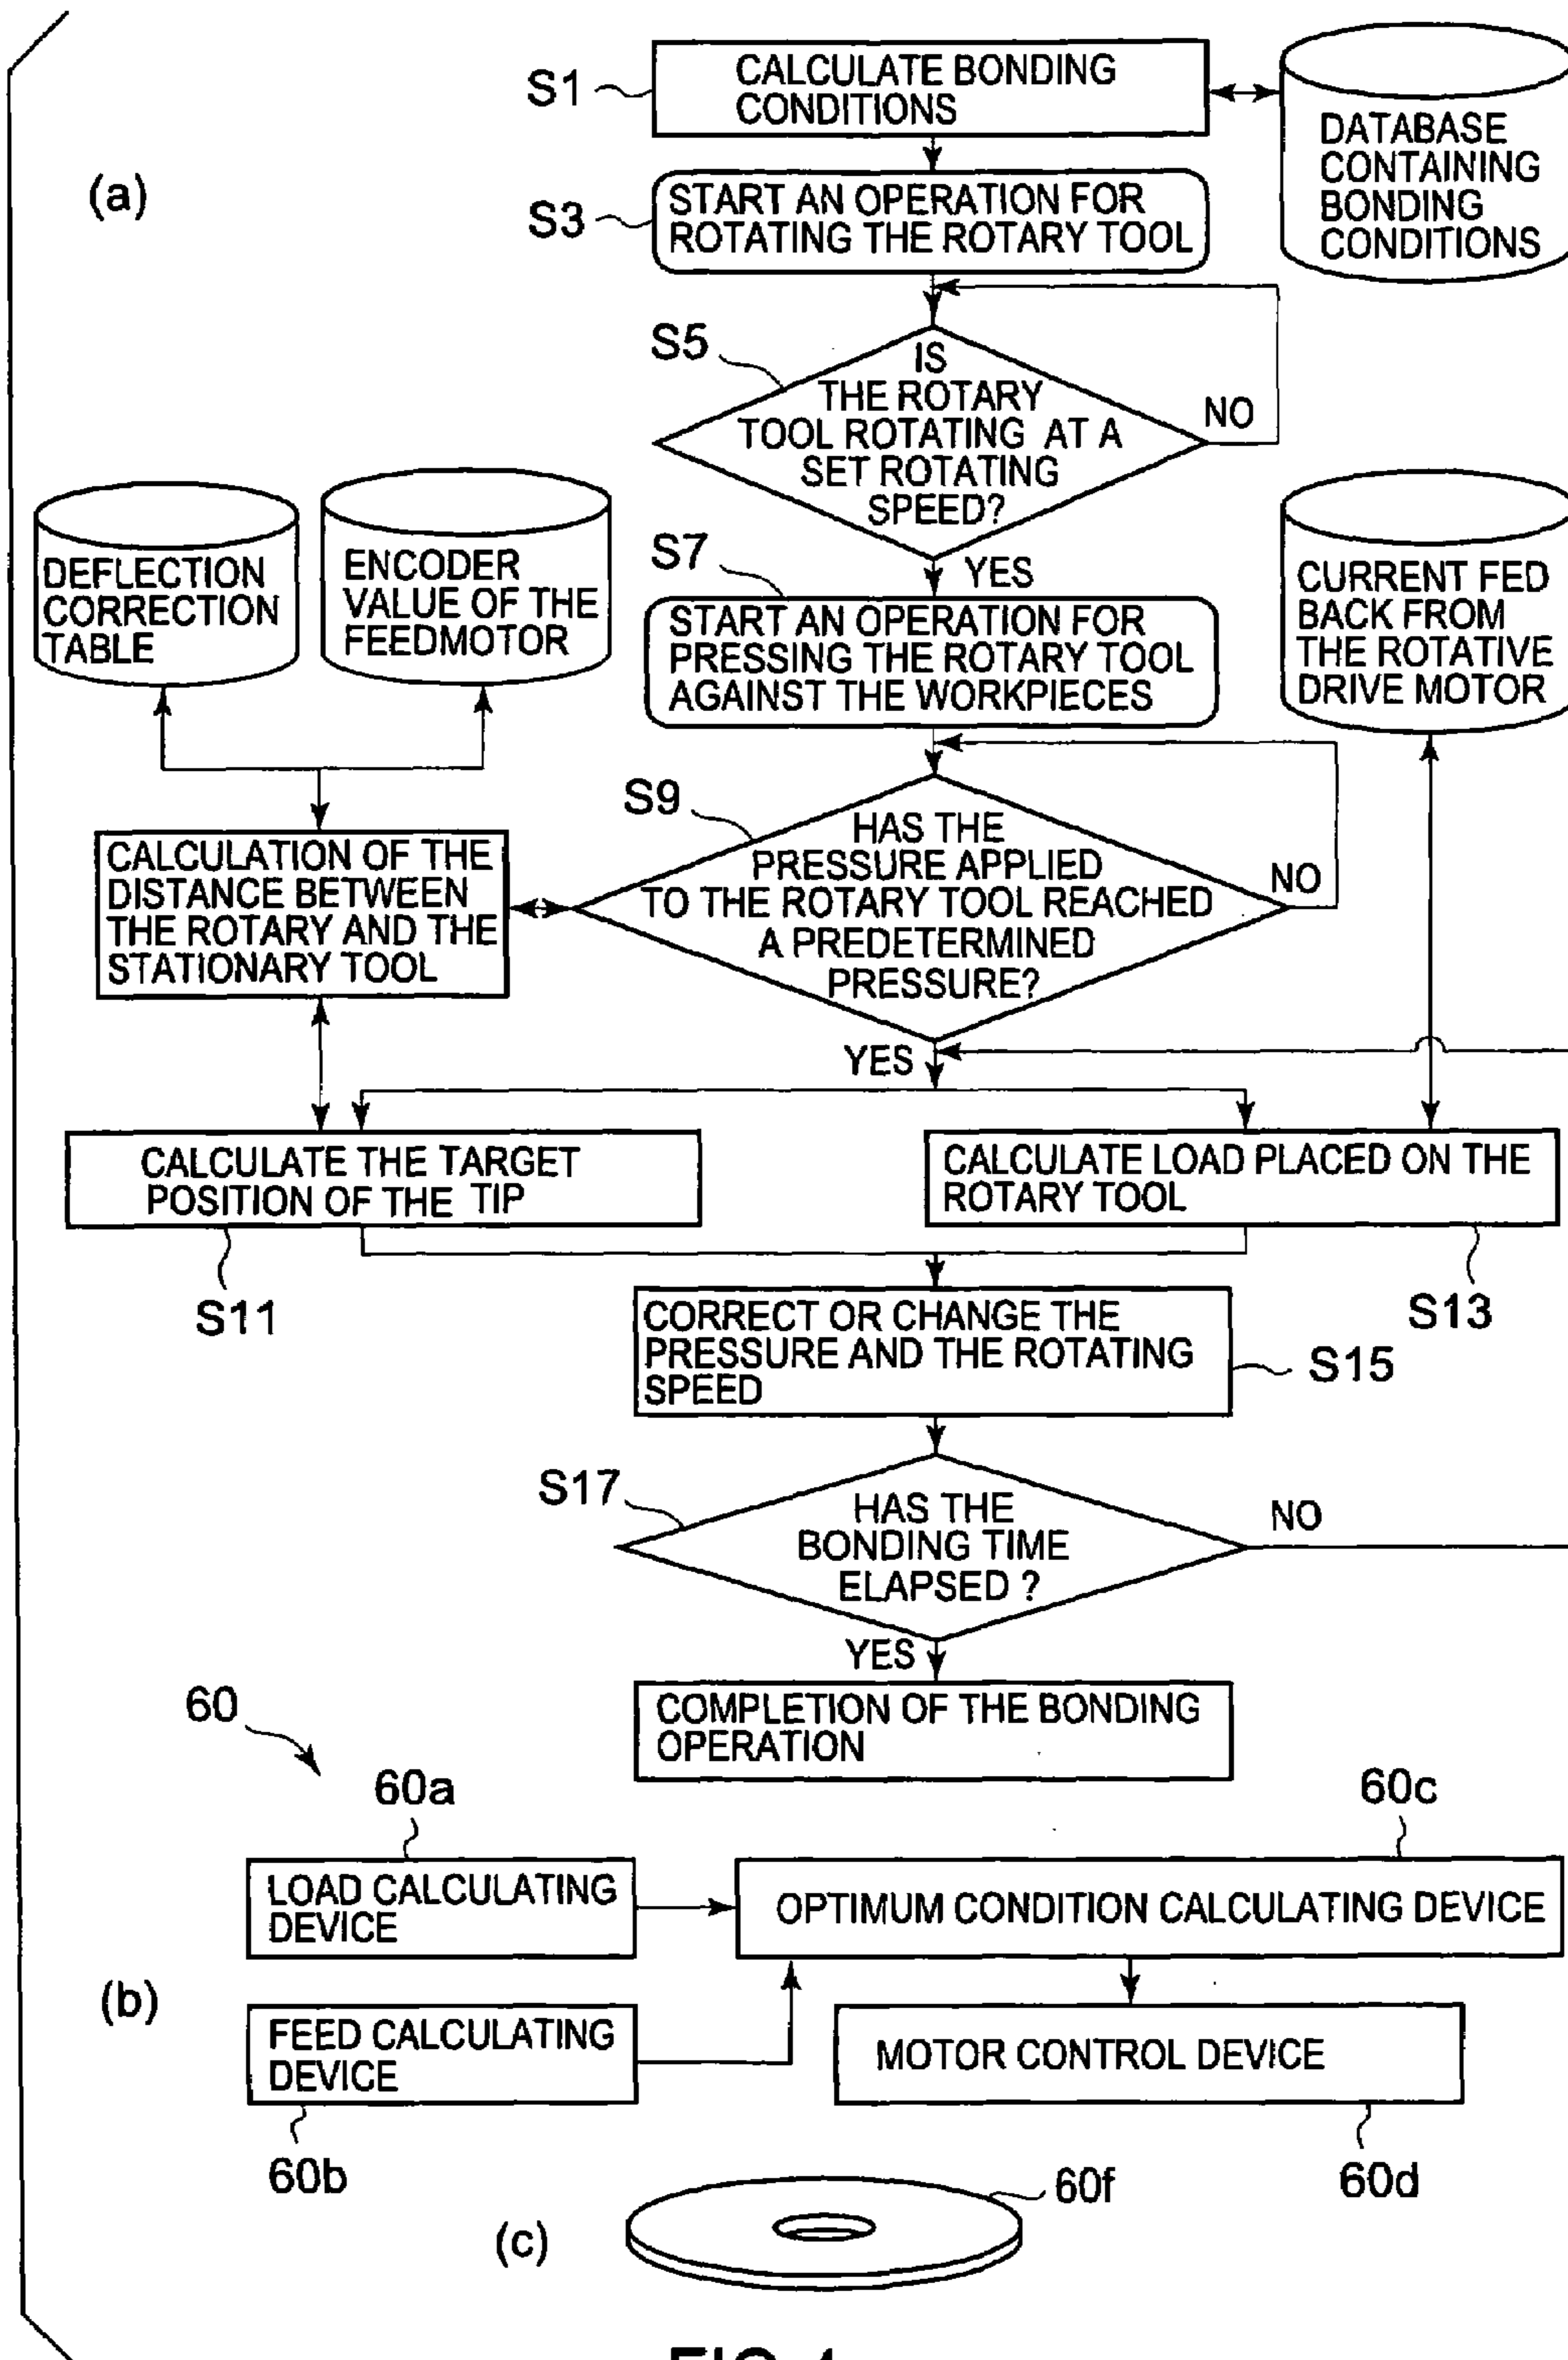 (a)
S1
CALCULATE BONDING
CONDITIONS
DATABASE
CONTAINING
BONDING
CONDITIONS
S3
START AN OPERATION FOR
ROTATING THE ROTARY TOOL
S5
IS
THE ROTARY
TOOL ROTATING AT A
SET ROTATING
SPEED?
NO
YES
DEFLECTION
CORRECTION
TABLE
ENCODER
VALUE OF THE
FEEDMOTOR
S7
START AN OPERATION FOR
PRESSING THE ROTARY TOOL
AGAINST THE WORKPIECES
CURRENT FED
BACK FROM
THE ROTATIVE
DRIVE MOTOR
S9
HAS THE
PRESSURE APPLIED
TO THE ROTARY TOOL REACHED
A PREDETERMINED
PRESSURE?
NO
YES
CALCULATION OF THE
DISTANCE BETWEEN
THE ROTARY AND THE
STATIONARY TOOL
CALCULATE THE TARGET
POSITION OF THE TIP
S11
CALCULATE LOAD PLACED ON THE
ROTARY TOOL
S13
CORRECT OR CHANGE THE
PRESSURE AND THE ROTATING
SPEED
S15
S17
HAS THE
BONDING TIME
ELAPSED ?
NO
YES
COMPLETION OF THE BONDING
OPERATION
60
(b)
60a
LOAD CALCULATING
DEVICE
60c
OPTIMUM CONDITION CALCULATING DEVICE
FEED CALCULATING
DEVICE
60b
MOTOR CONTROL DEVICE
60d
(c)
60f